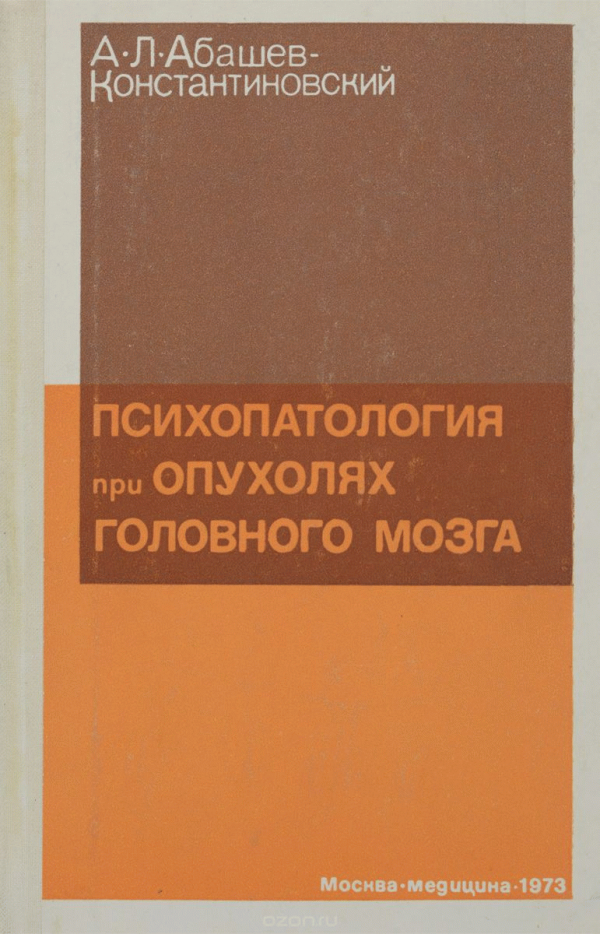 А·Л·Абашев-
Константиновский
ПСИХОПАТОЛОГИЯ
при ОПУХОЛЯХ
ГОЛОВНОГО МОЗГА
Москва·медицина·1973
ozon.ru